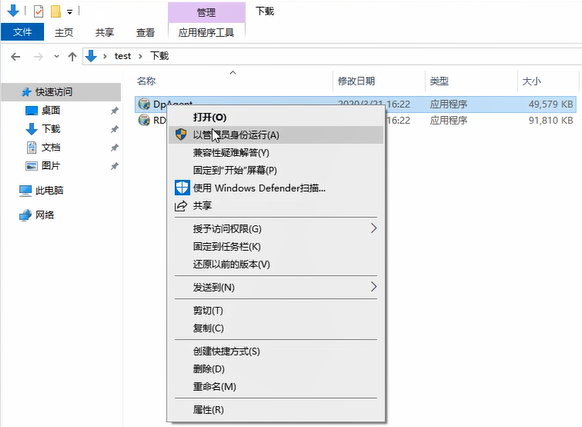 管理
下载
文件
主页
共享
查看
应用程序工具
test
下载
名称
修改日期
类型
大小
快速访问
DpAgent
2020/3/21 16:22
应用程序
49,579 KB
桌面
RD
16:22
应用程序
91,810 KB
下载
文档
图片
此电脑
网络
打开(O)
以管理员身份运行(A)
兼容性疑难解答(Y)
固定到"开始"屏幕(P)
使用 Windows Defender扫描...
共享
授予访问权限(G)
固定到任务栏(K)
还原以前的版本(V)
发送到(N)
剪切(T)
复制(C)
创建快捷方式(S)
删除(D)
重命名(M)
属性(R)